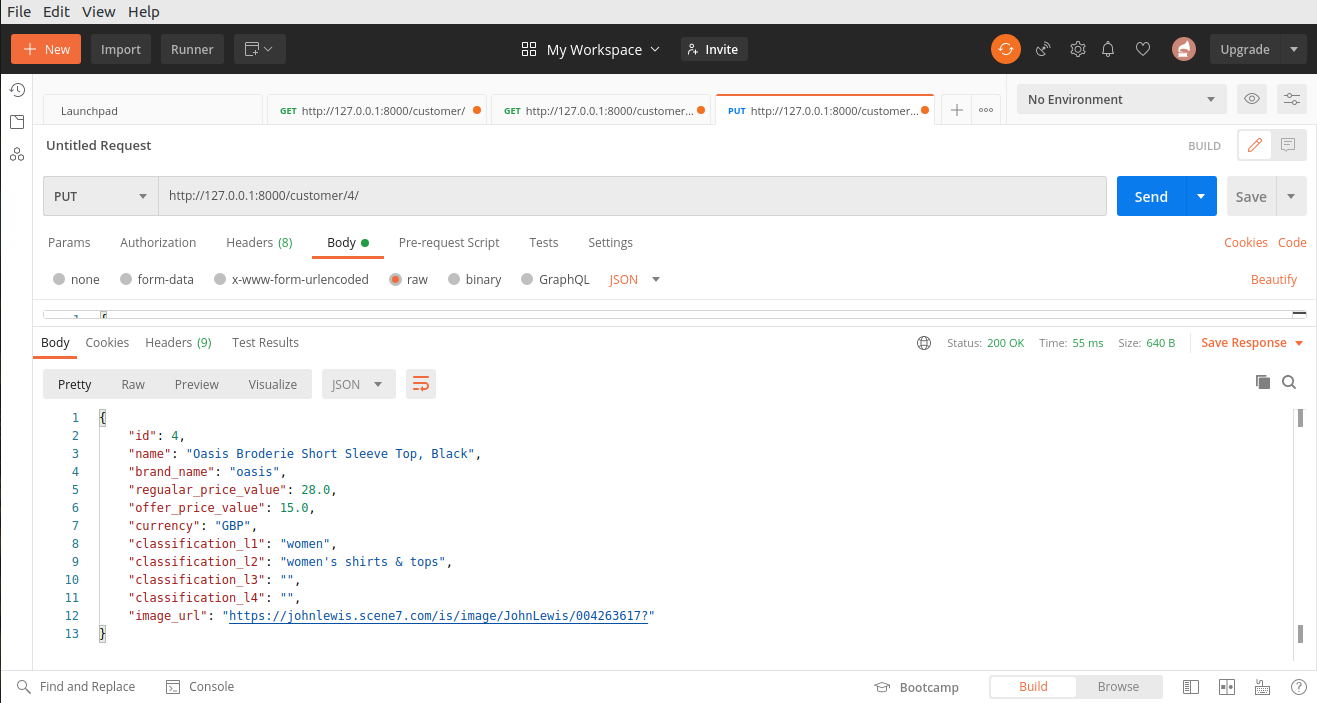 File Edit View Help
+ New Import Runner My Workspace Invite Upgrade
Launchpad GET http://127.0.0.1:8000/customer/ GET http://127.0.0.1:8000/customer... PUT http://127.0.0.1:8000/customer... No Environment
Untitled Request BUILD
PUT http://127.0.0.1:8000/customer/4/ Send Save
Params Authorization Headers (8) Body Pre-request Script Tests Settings Cookies Code
none form-data x-www-form-urlencoded raw binary GraphQL JSON Beautify
Body Cookies Headers (9) Test Results Status: 200 OK Time: 55 ms Size: 640 B Save Response
Pretty Raw Preview Visualize JSON
1 {
2 "id": 4,
3 "name": "Oasis Broderie Short Sleeve Top, Black",
4 "brand_name": "oasis",
5 "regualar_price_value": 28.0,
6 "offer_price_value": 15.0,
7 "currency": "GBP",
8 "classification_l1": "women",
9 "classification_l2": "women's shirts & tops",
10 "classification_l3": "",
11 "classification_l4": "",
12 "image_url": "https://johnlewis.scene7.com/is/image/JohnLewis/004263617?"
13 }
Find and Replace Console Bootcamp Build Browse